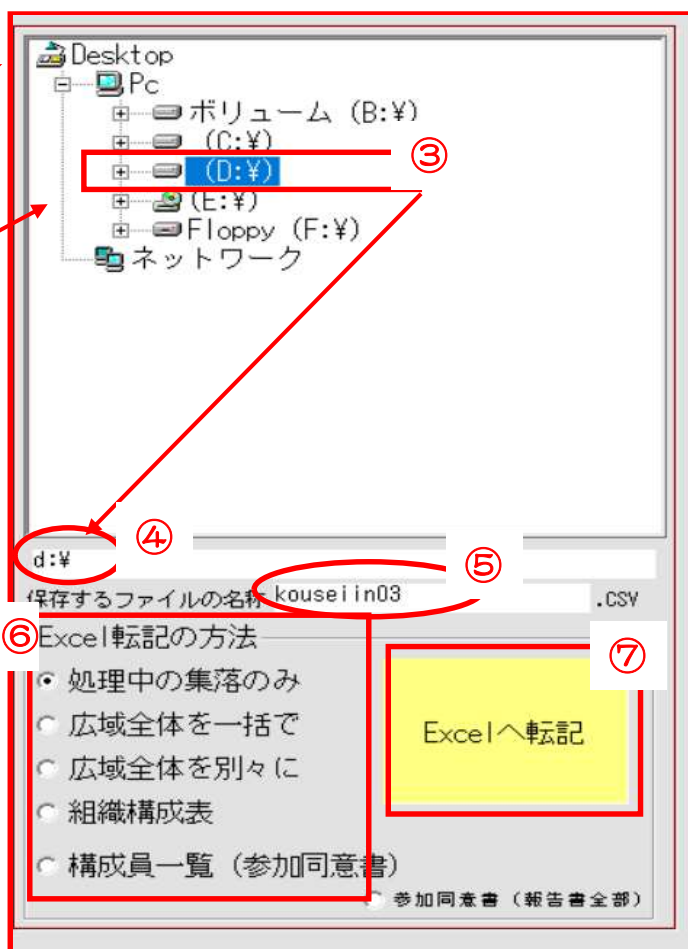 Desktop
Pc
ボリューム (B:¥)
(C:¥)
③
(D:¥)
(E:¥)
Floppy (F:¥)
ネットワーク
④
d:¥
⑤
保存するファイルの名称 kouseiin03 .CSV
⑥
Excel転記の方法
⑦
処理中の集落のみ
広域全体を一括で
Excelへ転記
広域全体を別々に
組織構成表
構成員一覧（参加同意書）
参加同意書（報告書全部）